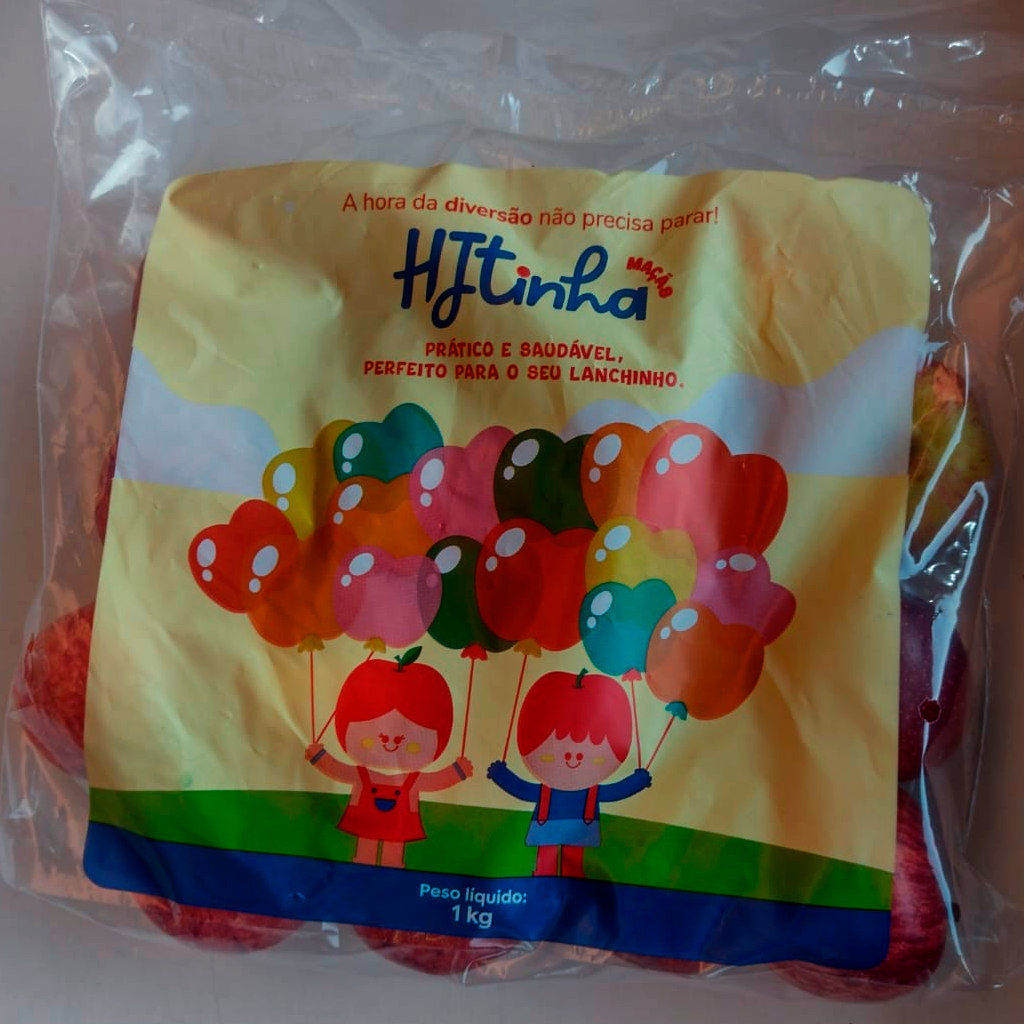 A hora da diversão não precisa parar!
HJtinha
MAÇÃ
PRÁTICO E SAUDÁVEL,
PERFEITO PARA O SEU LANCHINHO.
Peso líquido:
1 kg